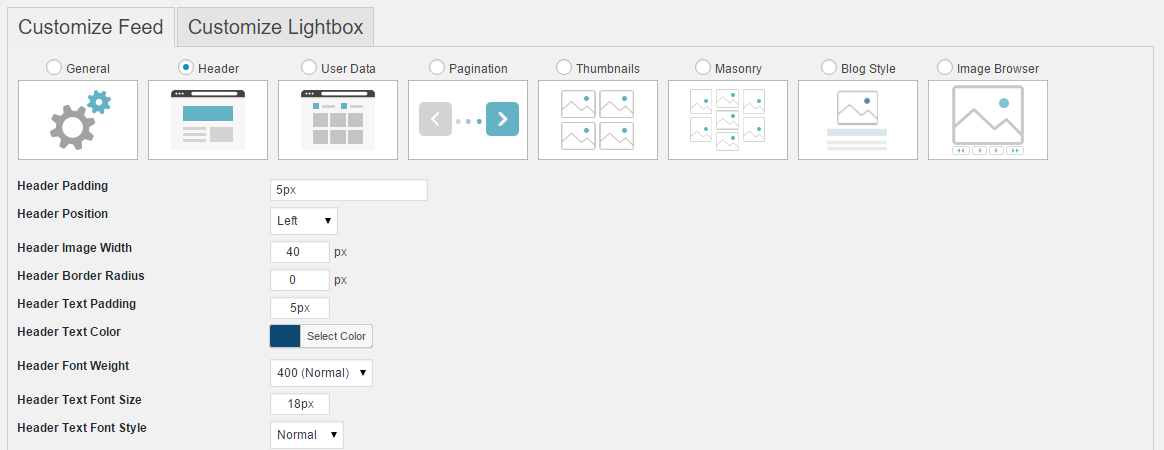 Customize Feed Customize Lightbox
General Header User Data Pagination Thumbnails Masonry Blog Style Image Browser
Header Padding 5px
Header Position Left
Header Image Width 40 px
Header Border Radius 0 px
Header Text Padding 5px
Header Text Color Select Color
Header Font Weight 400 (Normal)
Header Text Font Size 18px
Header Text Font Style Normal